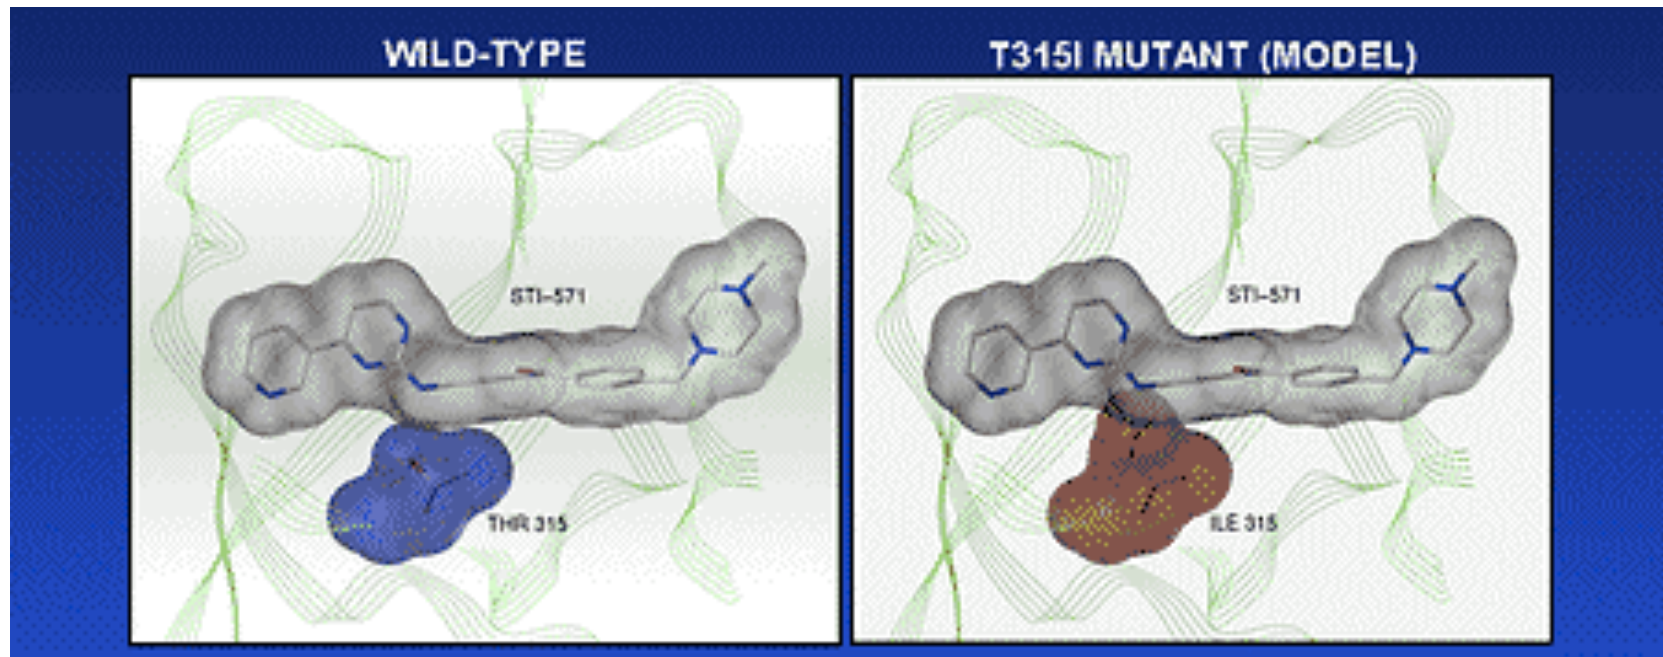 WILD-TYPE
T315I MUTANT (MODEL)
STI-571
STI-571
THR 315
ILE 315